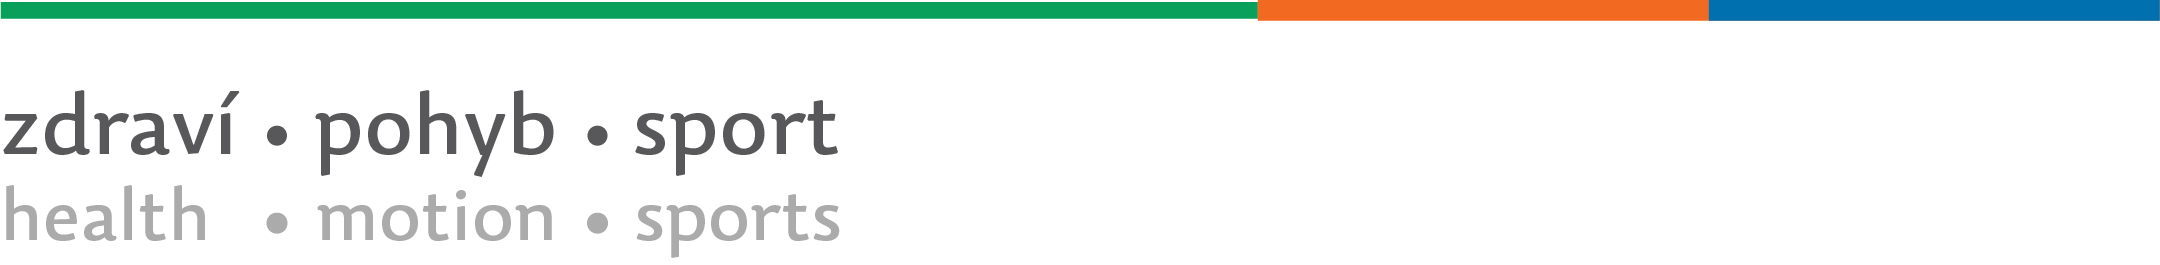 zdraví • pohyb • sport
health • motion • sports